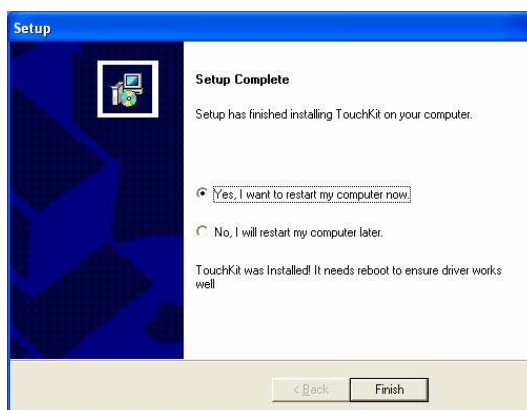 Setup
Setup Complete
Setup has finished installing TouchKit on your computer.
Yes, I want to restart my computer now.
No, I will restart my computer later.
TouchKit was Installed! It needs reboot to ensure driver works
well
< Back
Finish